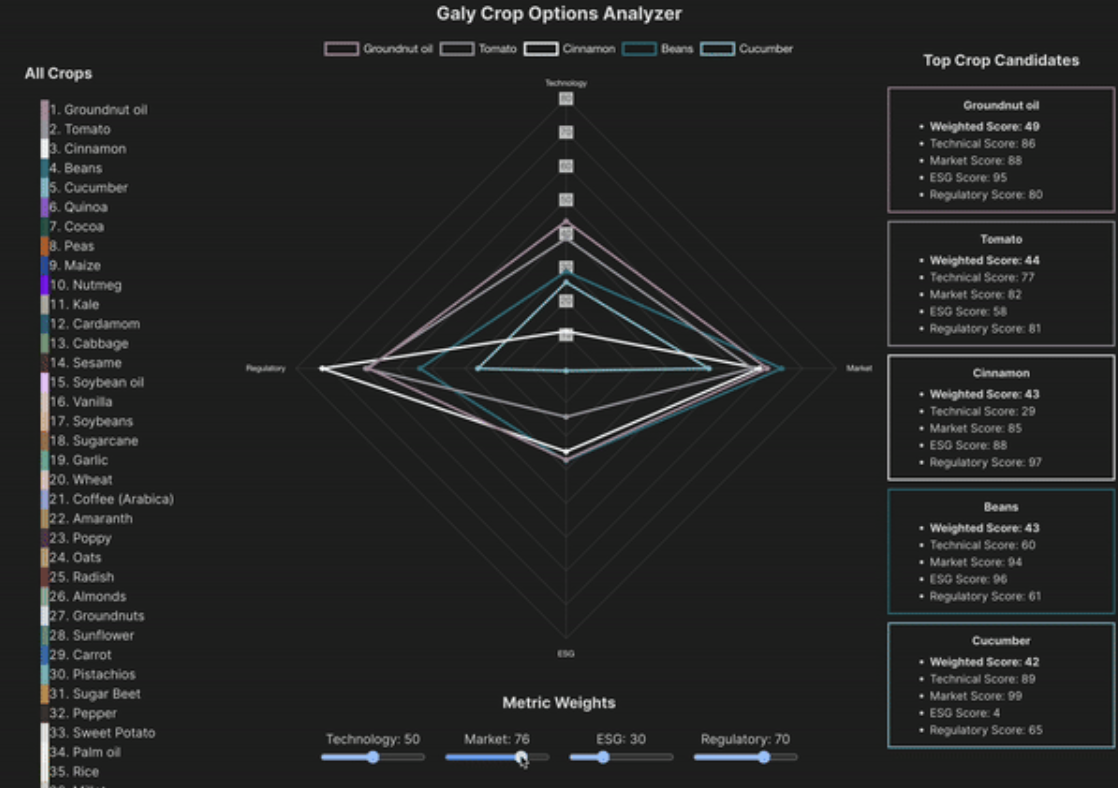 Galy Crop Options Analyzer
Groundnut oil Tomato Cinnamon Beans Cucumber
All Crops
1. Groundnut oil
2. Tomato
3. Cinnamon
4. Beans
5. Cucumber
6. Quinoa
7. Cocoa
8. Peas
9. Maize
10. Nutmeg
11. Kale
12. Cardamom
13. Cabbage
14. Sesame
15. Soybean oil
16. Vanilla
17. Soybeans
18. Sugarcane
19. Garlic
20. Wheat
21. Coffee (Arabica)
22. Amaranth
23. Poppy
24. Oats
25. Radish
26. Almonds
27. Groundnuts
28. Sunflower
29. Carrot
30. Pistachios
31. Sugar Beet
32. Pepper
33. Sweet Potato
34. Palm oil
35. Rice
Technology
80
70
60
50
40
20
10
Regulatory
Market
ESG
Metric Weights
Technology: 50 Market: 76 ESG: 30 Regulatory: 70
Top Crop Candidates
Groundnut oil
• Weighted Score: 49
• Technical Score: 86
• Market Score: 88
• ESG Score: 95
• Regulatory Score: 80
Tomato
• Weighted Score: 44
• Technical Score: 77
• Market Score: 82
• ESG Score: 58
• Regulatory Score: 81
Cinnamon
• Weighted Score: 43
• Technical Score: 29
• Market Score: 85
• ESG Score: 88
• Regulatory Score: 97
Beans
• Weighted Score: 43
• Technical Score: 60
• Market Score: 94
• ESG Score: 96
• Regulatory Score: 61
Cucumber
• Weighted Score: 42
• Technical Score: 89
• Market Score: 99
• ESG Score: 4
• Regulatory Score: 65